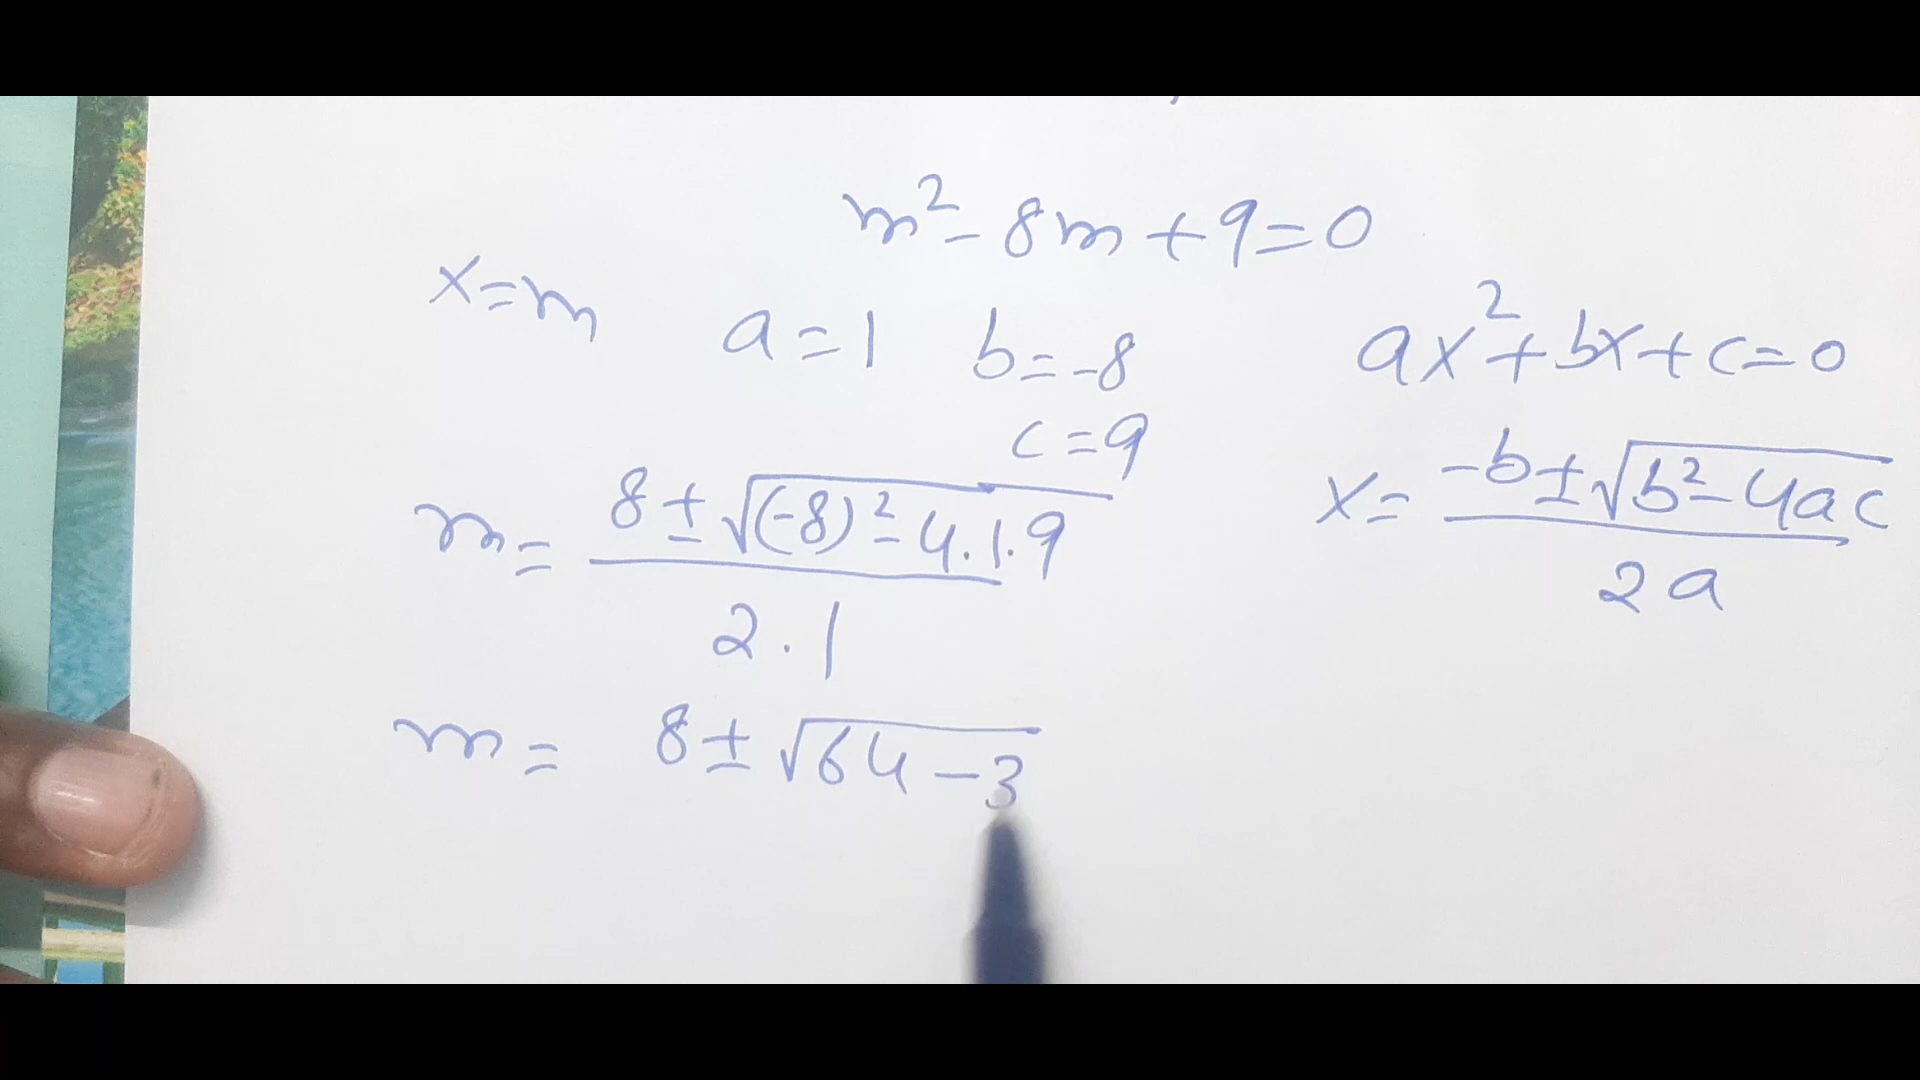 m² - 8m + 9 = 0
x = m
a = 1 b = -8
ax² + bx + c = 0
c = 9
m = 8 ± √(-8)² - 4.1.9 / 2.1
x = -b ± √b² - 4ac / 2a
m = 8 ± √64 - 3